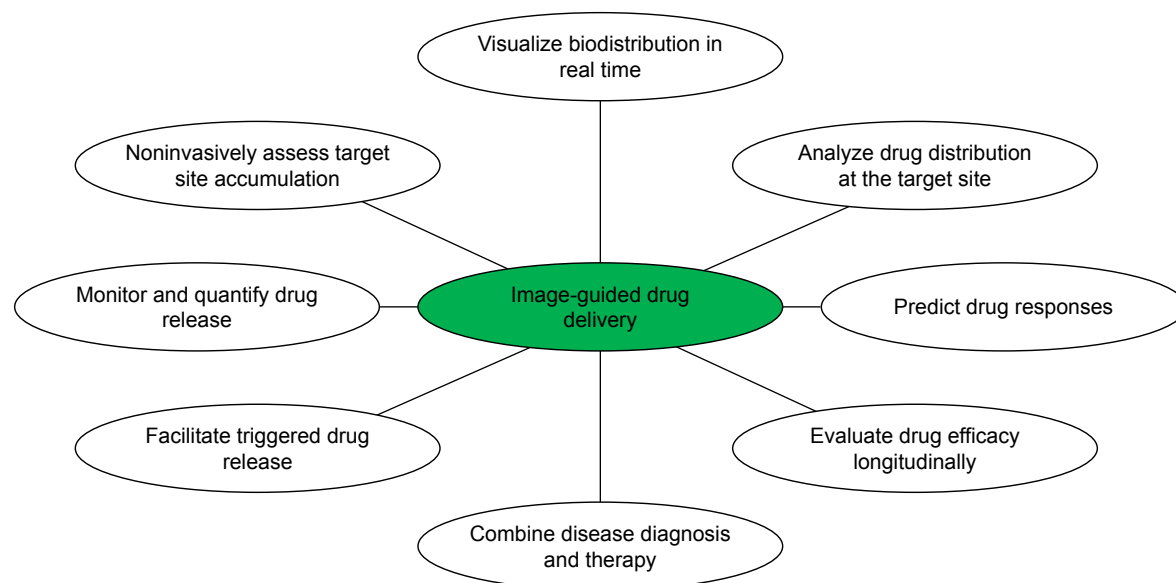 Visualize biodistribution in
real time
Noninvasively assess target
site accumulation
Analyze drug distribution
at the target site
Monitor and quantify drug
release
Image-guided drug
delivery
Predict drug responses
Facilitate triggered drug
release
Evaluate drug efficacy
longitudinally
Combine disease diagnosis
and therapy